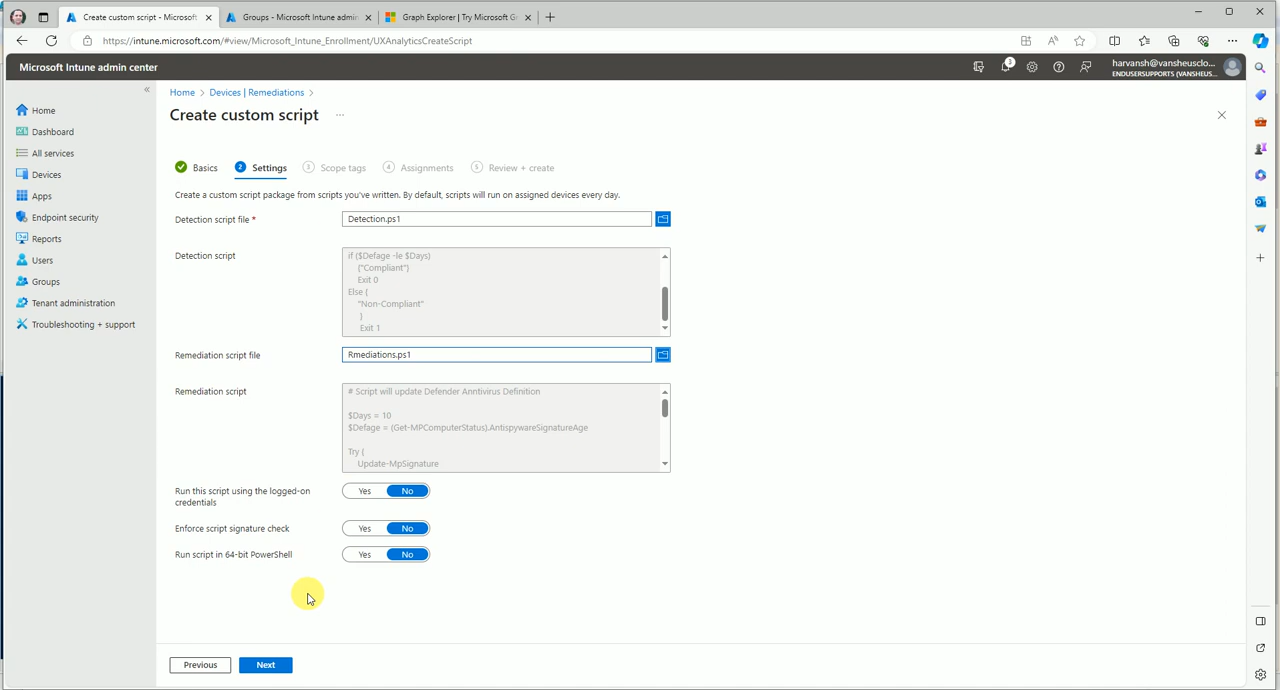 Create custom script - Microsoft
Groups - Microsoft Intune admin
Graph Explorer | Try Microsoft Gr
https://intune.microsoft.com/#view/Microsoft_Intune_Enrollment/UXAnalyticsCreateScript
Microsoft Intune admin center
3
harvansh@vansheusclo...
ENDUSERSUPPORTS (VANSHEUS...
Home
Dashboard
All services
Devices
Apps
Endpoint security
Reports
Users
Groups
Tenant administration
Troubleshooting + support
Home > Devices | Remediations >
Create custom script ...
Basics
2 Settings
3 Scope tags
4 Assignments
5 Review + create
Create a custom script package from scripts you've written. By default, scripts will run on assigned devices every day.
Detection script file *
Detection.ps1
Detection script
if ($Defage -le $Days)
{"Compliant"}
Exit 0
Else {
"Non-Compliant"
}
Exit 1
Remediation script file
Rmediations.ps1
Remediation script
# Script will update Defender Anntivirus Definition
$Days = 10
$Defage = (Get-MPComputerStatus).AntispywareSignatureAge
Try {
Update-MpSignature
Run this script using the logged-on
credentials
Yes No
Enforce script signature check
Yes No
Run script in 64-bit PowerShell
Yes No
Previous
Next